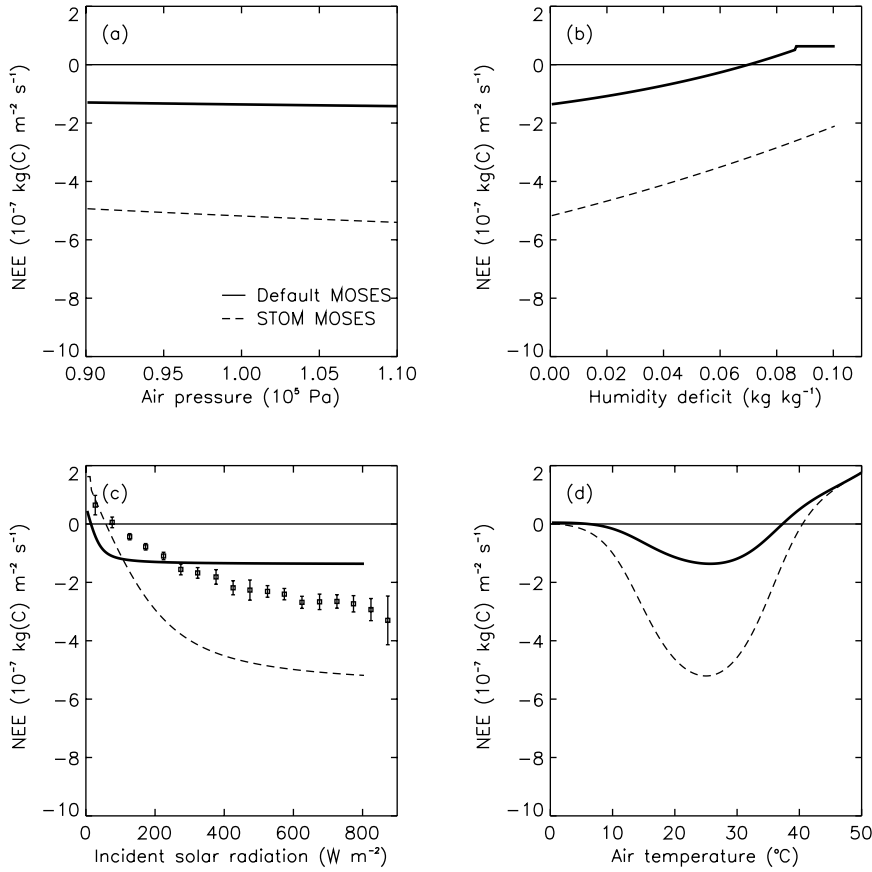 (a)
2
0
−2
−4
−6
−8
−10
NEE (10⁻⁷ kg(C) m⁻² s⁻¹)
Default MOSES
STOM MOSES
0.90 0.95 1.00 1.05 1.10
Air pressure (10⁵ Pa)
(b)
2
0
−2
−4
−6
−8
−10
NEE (10⁻⁷ kg(C) m⁻² s⁻¹)
0.00 0.02 0.04 0.06 0.08 0.10
Humidity deficit (kg kg⁻¹)
(c)
2
0
−2
−4
−6
−8
−10
NEE (10⁻⁷ kg(C) m⁻² s⁻¹)
0 200 400 600 800
Incident solar radiation (W m⁻²)
(d)
2
0
−2
−4
−6
−8
−10
NEE (10⁻⁷ kg(C) m⁻² s⁻¹)
0 10 20 30 40 50
Air temperature (°C)